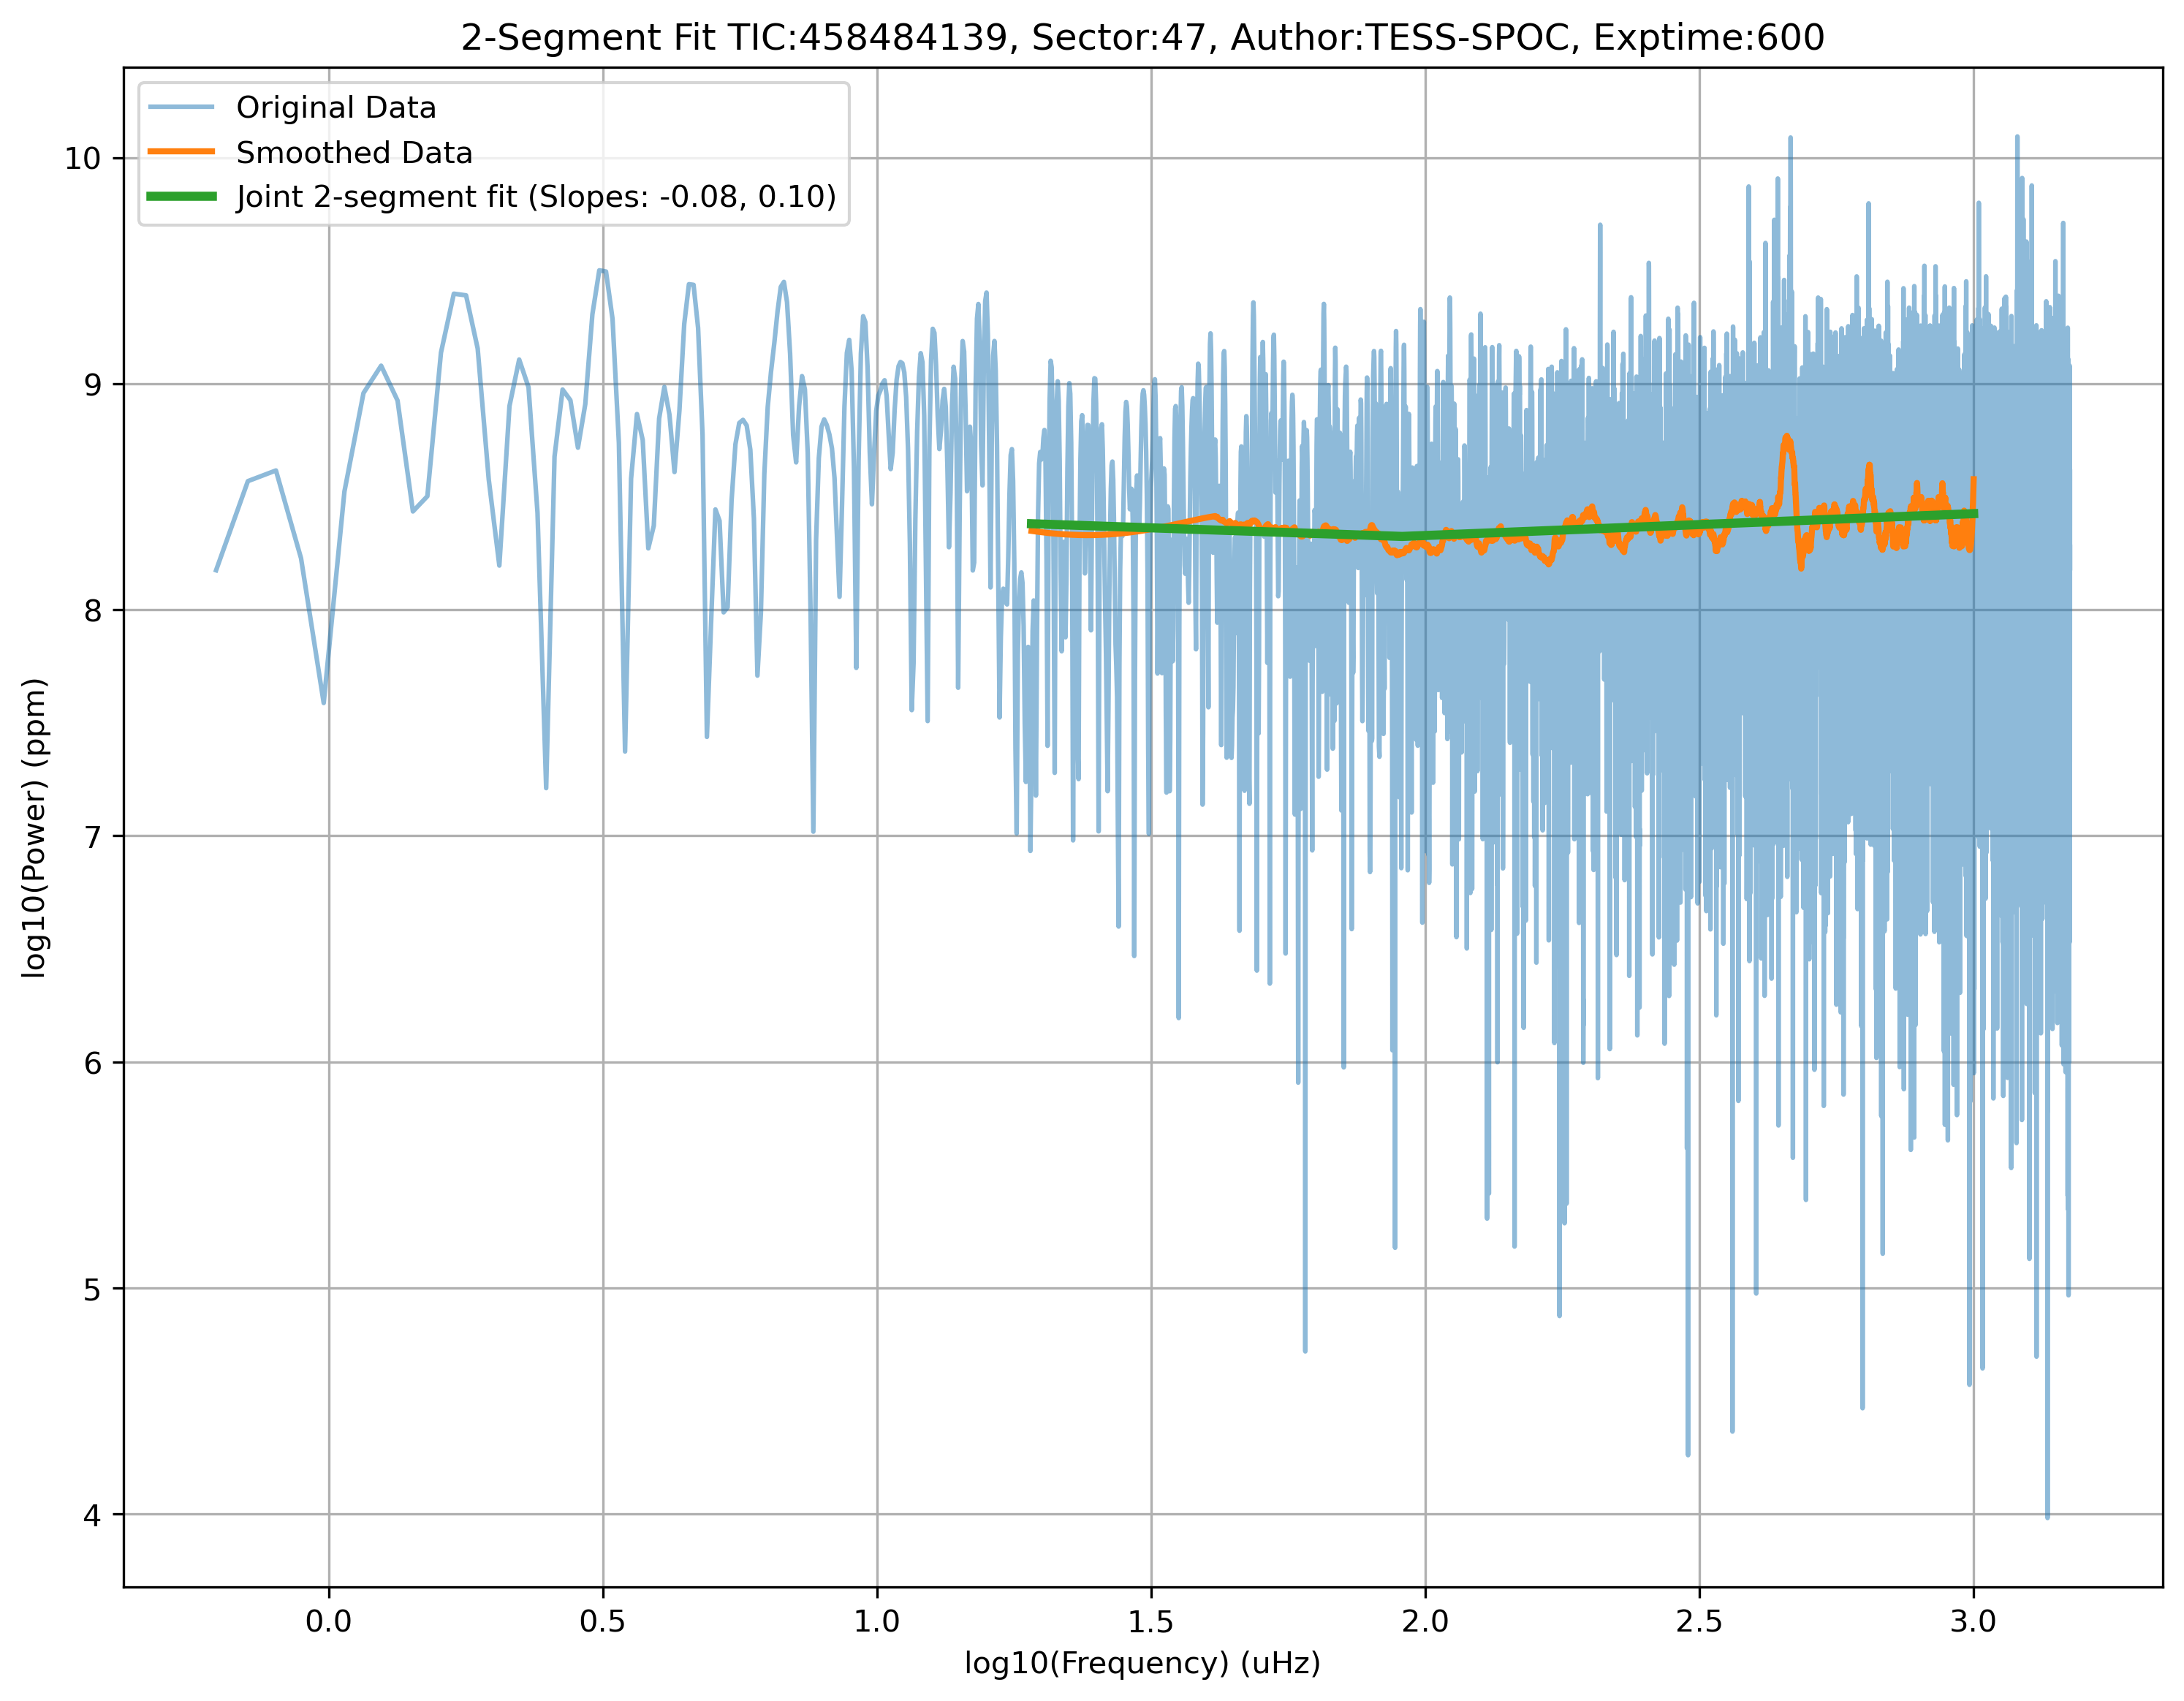 2-Segment Fit TIC:458484139, Sector:47, Author:TESS-SPOC, Exptime:600
Original Data
Smoothed Data
Joint 2-segment fit (Slopes: -0.08, 0.10)
10
9
8
7
6
5
4
log10(Power) (ppm)
0.0 0.5 1.0 1.5 2.0 2.5 3.0
log10(Frequency) (uHz)